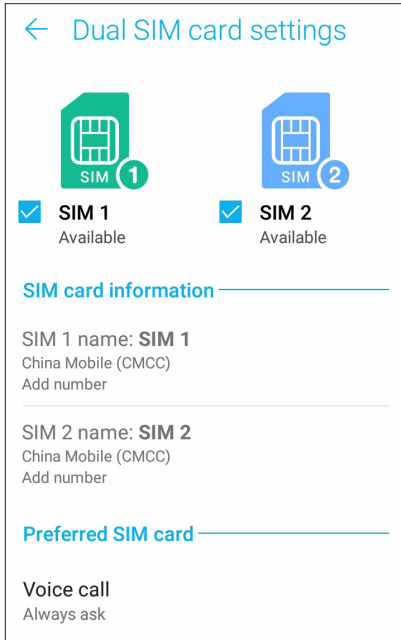 Dual SIM card settings
SIM 1
SIM 2
SIM 1
SIM 2
Available
Available
SIM card information
SIM 1 name: SIM 1
China Mobile (CMCC)
Add number
SIM 2 name: SIM 2
China Mobile (CMCC)
Add number
Preferred SIM card
Voice call
Always ask